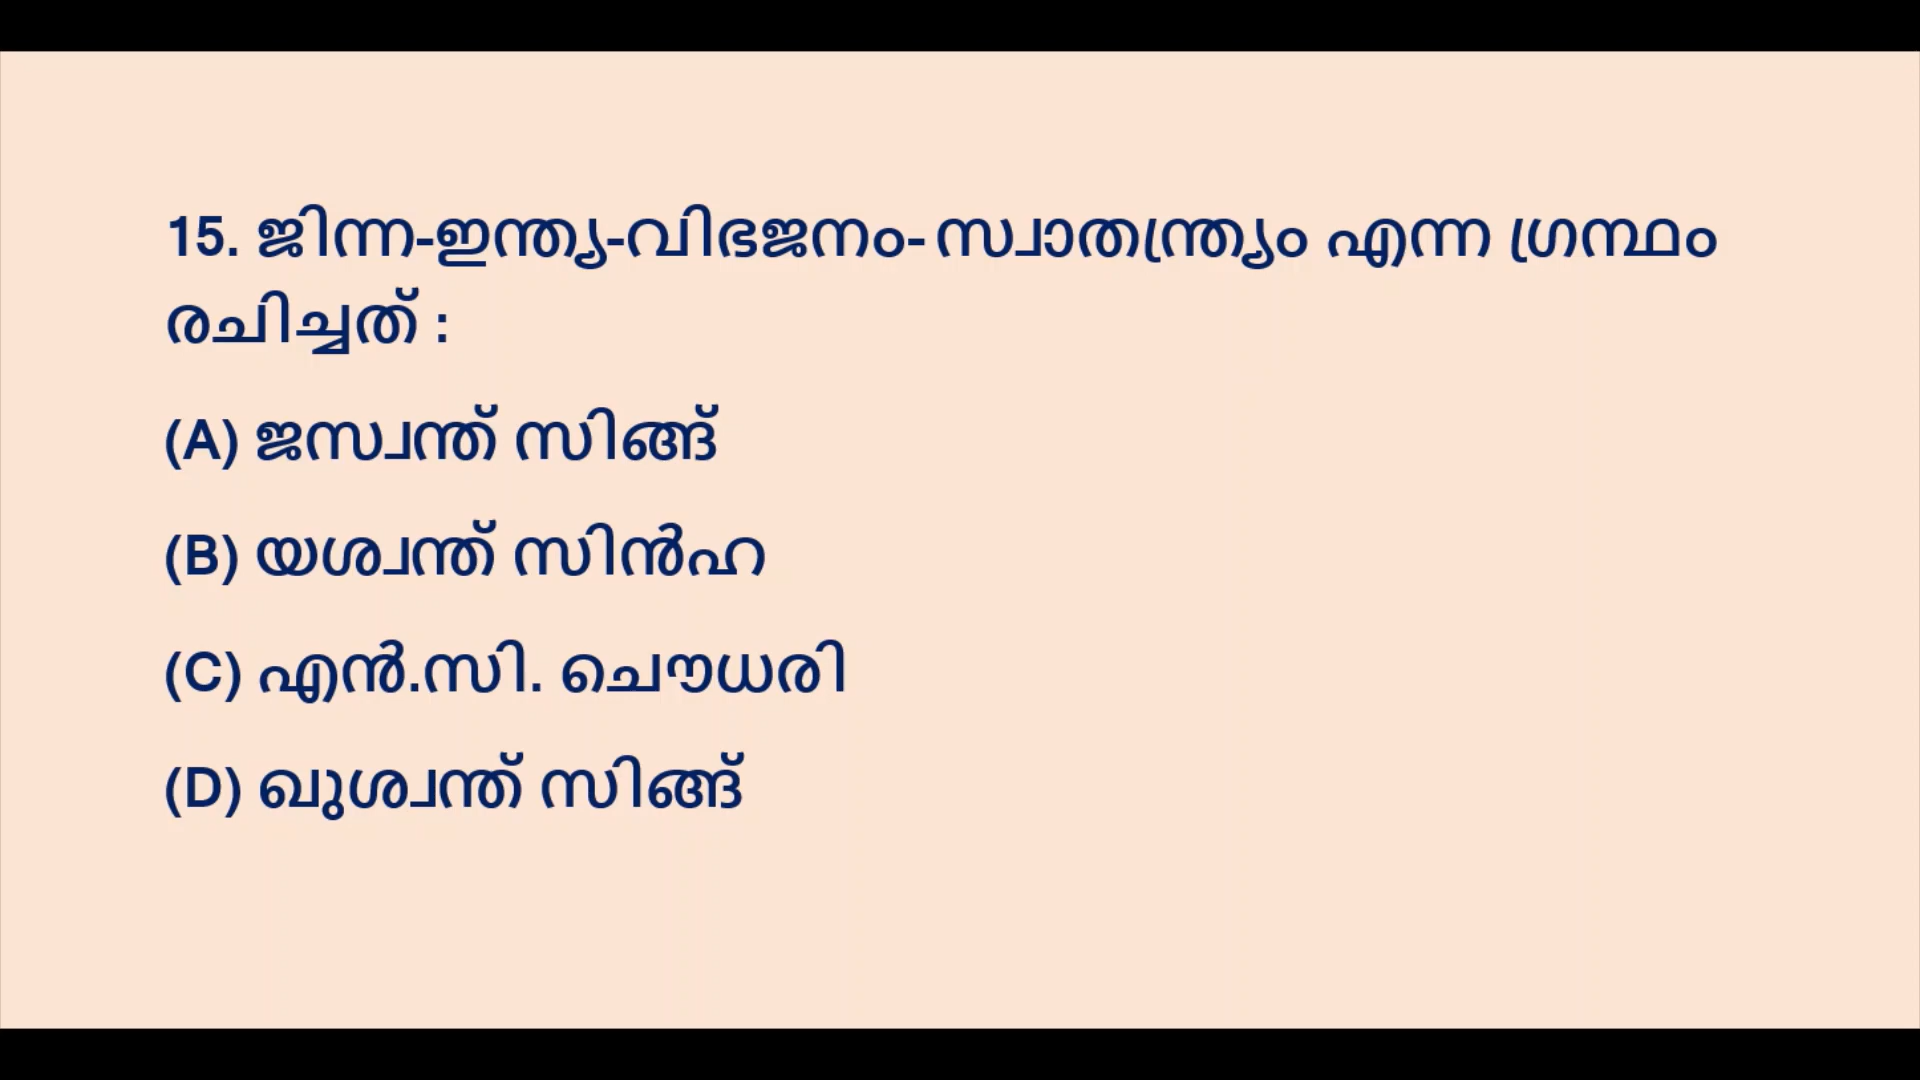 15. ജിന്ന-ഇന്ത്യ-വിഭജനം- സ്വാതന്ത്ര്യം എന്ന ഗ്രന്ഥം
രചിച്ചത് :
(A) ജസ്വന്ത് സിങ്ങ്
(B) യശ്വന്ത് സിൻഹ
(C) എൻ.സി. ചൌധരി
(D) ഖുശ്വന്ത് സിങ്ങ്